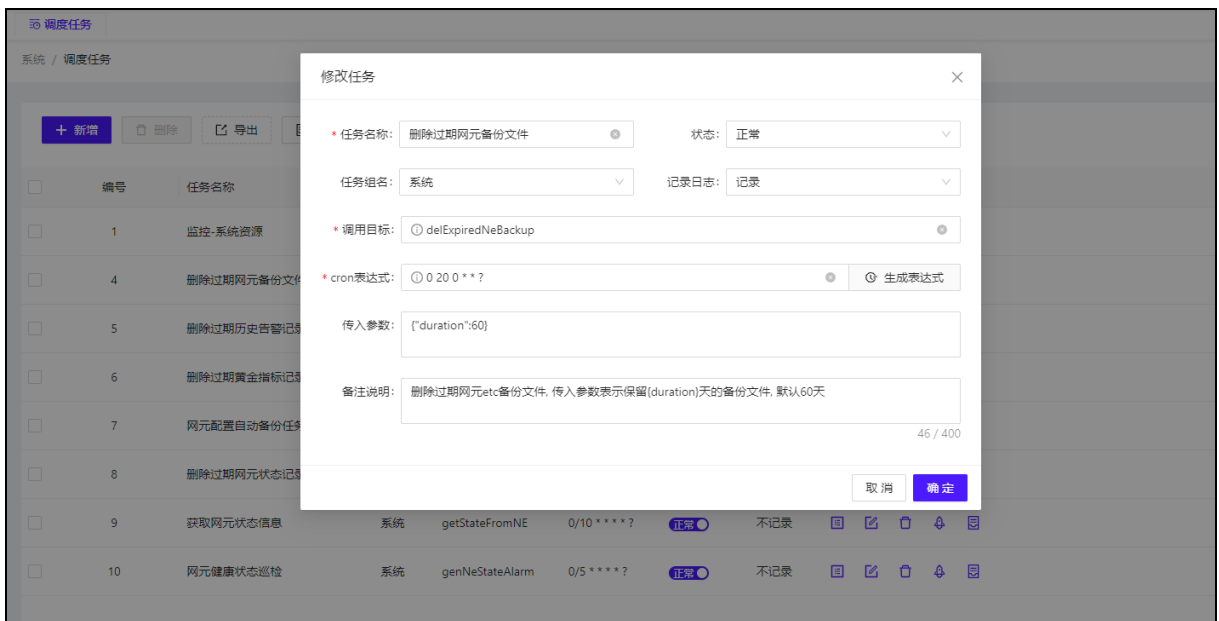 调度任务
系统 / 调度任务
修改任务
+ 新增 删除 导出
* 任务名称: 删除过期网元备份文件 状态: 正常
任务组名: 系统 记录日志: 记录
* 调用目标: delExpiredNeBackup
* cron表达式: 0 20 0 * * ? 生成表达式
传入参数: {"duration":60}
备注说明: 删除过期网元etc备份文件, 传入参数表示保留{duration}天的备份文件, 默认60天
46 / 400
取消 确定
编号 任务名称
1 监控-系统资源
4 删除过期网元备份文件
5 删除过期历史告警记录
6 删除过期黄金指标记录
7 网元配置自动备份任务
8 删除过期网元状态记录
9 获取网元状态信息 系统 getStateFromNE 0/10 * * * * ? 正常 不记录
10 网元健康状态巡检 系统 genNeStateAlarm 0/5 * * * * ? 正常 不记录